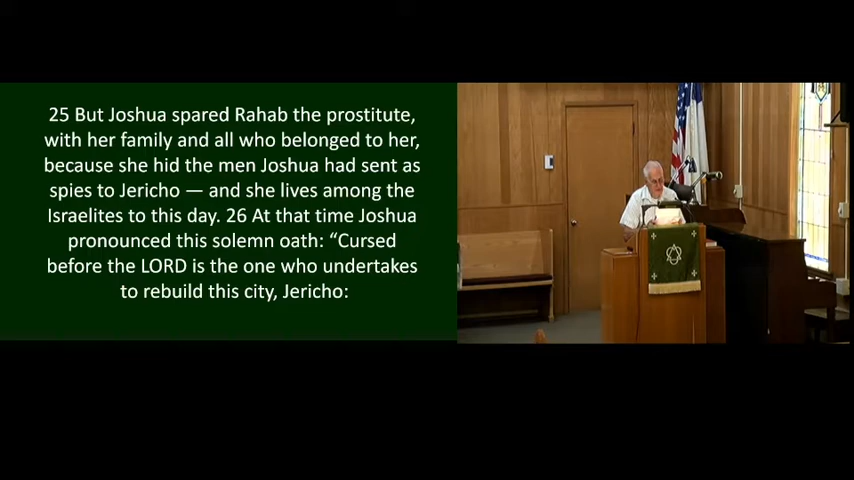 25 But Joshua spared Rahab the prostitute,
with her family and all who belonged to her,
because she hid the men Joshua had sent as
spies to Jericho — and she lives among the
Israelites to this day. 26 At that time Joshua
pronounced this solemn oath: “Cursed
before the LORD is the one who undertakes
to rebuild this city, Jericho: